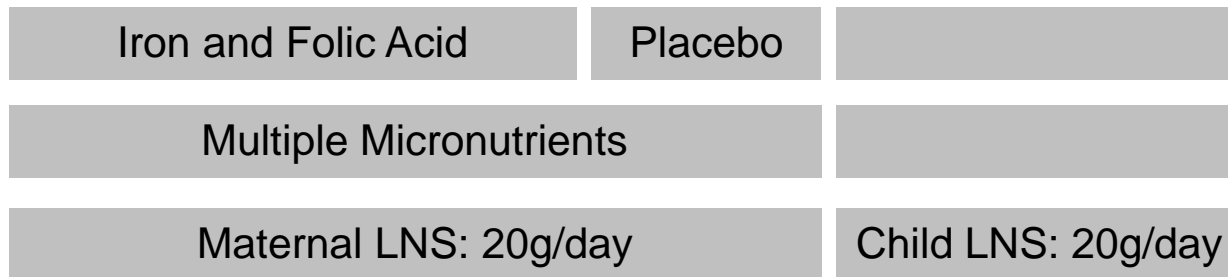 Iron and Folic Acid Placebo
Multiple Micronutrients
Maternal LNS: 20g/day Child LNS: 20g/day